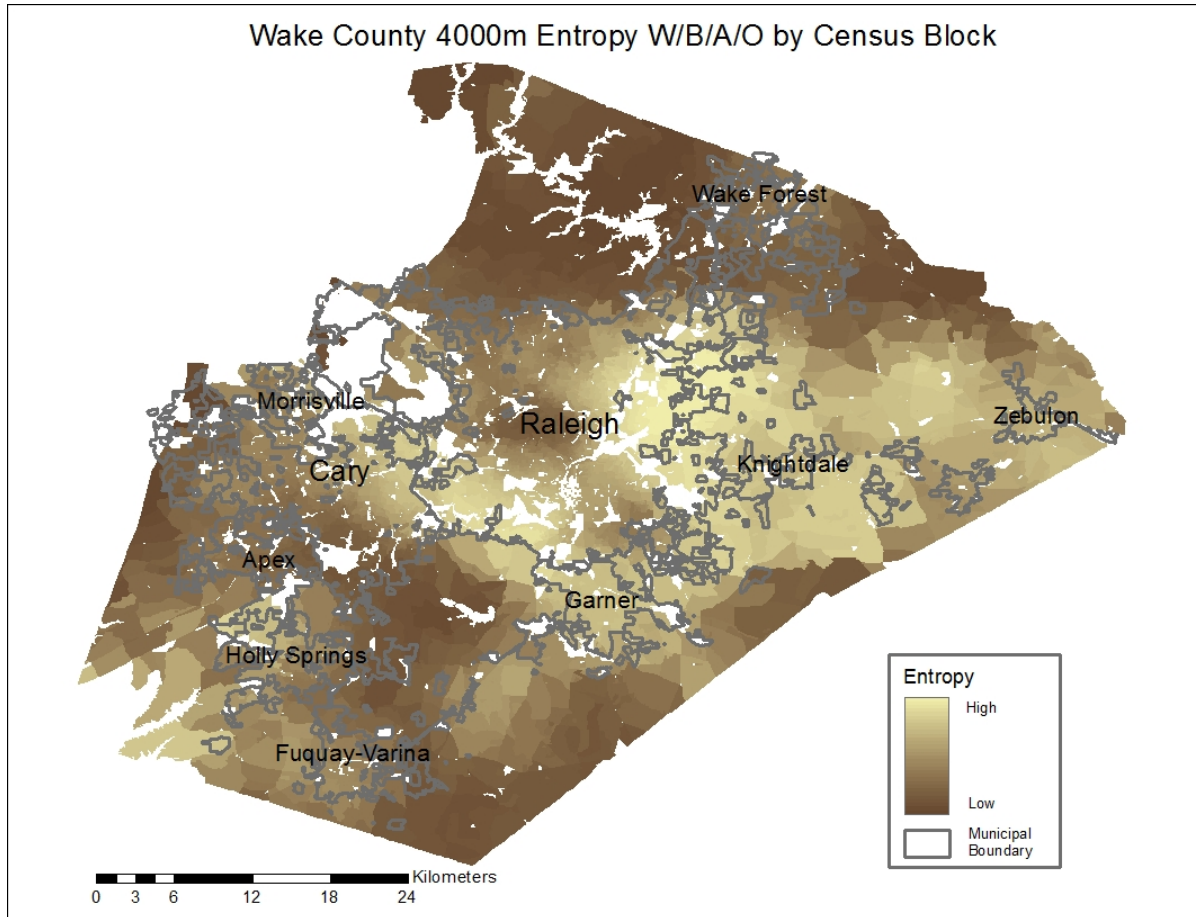 Wake County 4000m Entropy W/B/A/O by Census Block
Wake Forest
Morrisville
Raleigh
Zebulon
Cary
Knightdale
Apex
Garner
Holly Springs
Fuquay-Varina
Entropy
High
Low
Municipal
Boundary
Kilometers
0 3 6 12 18 24